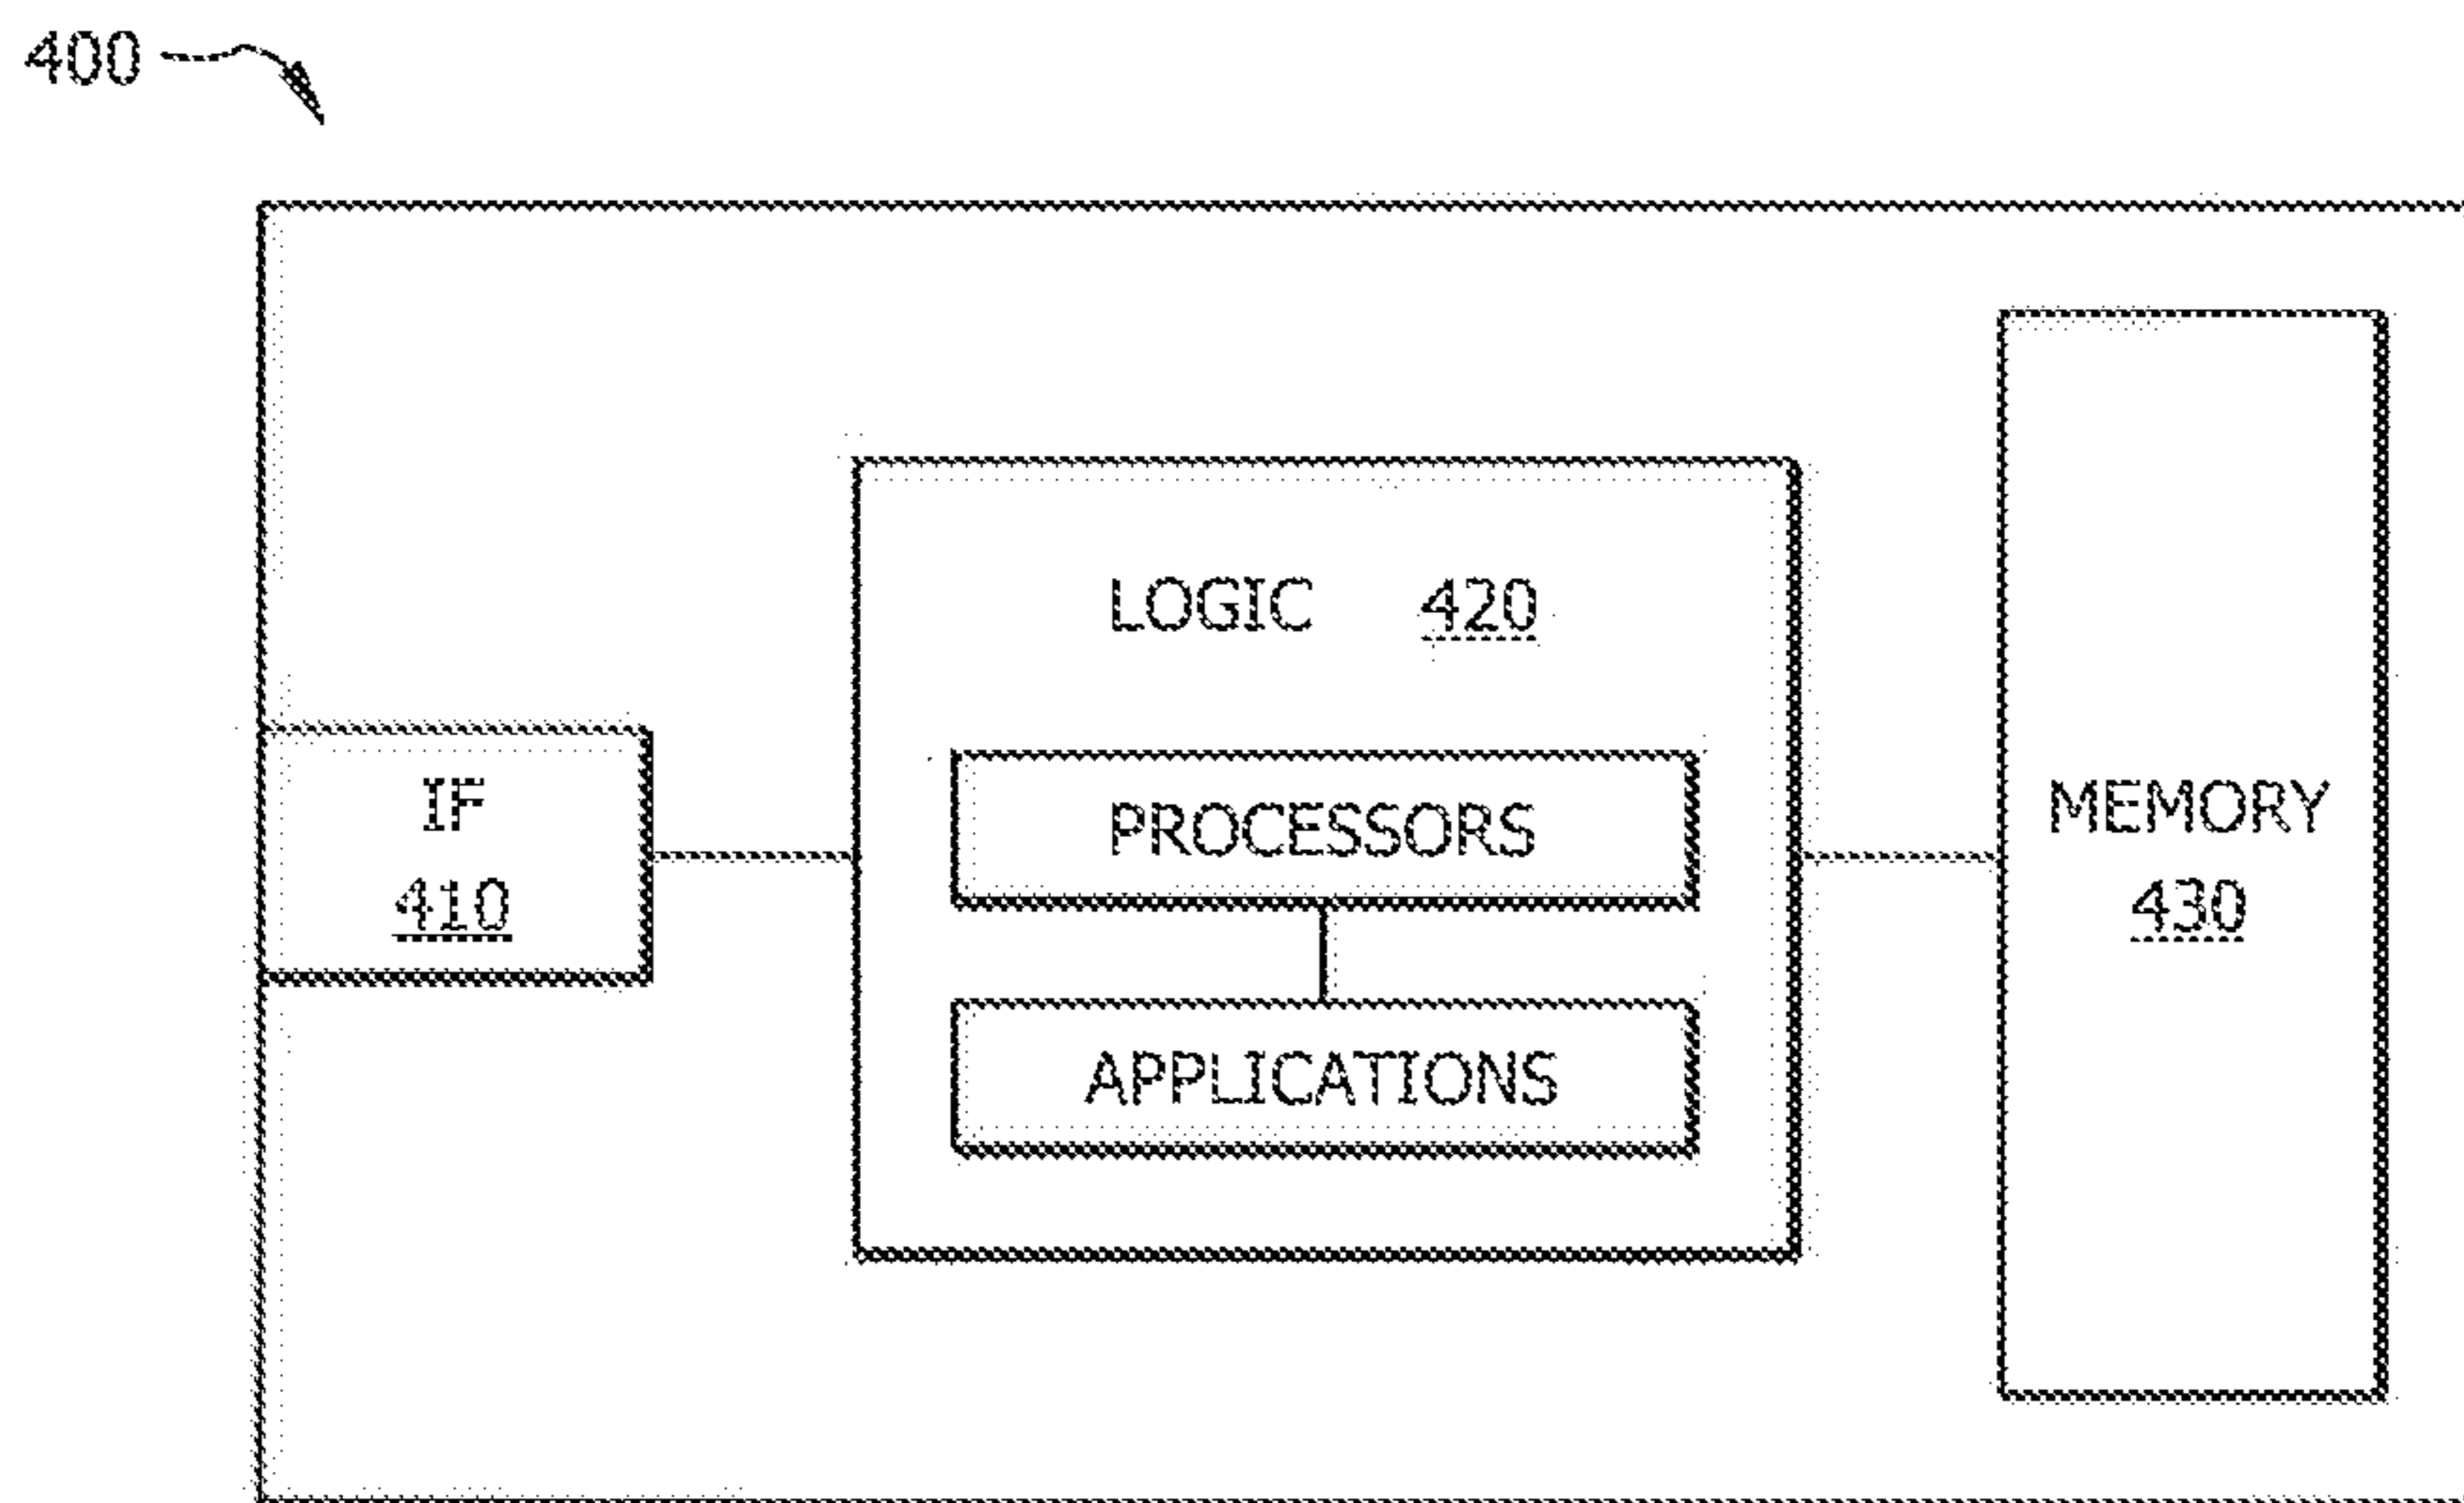 400
LOGIC 420
IF
410
PROCESSORS
APPLICATIONS
MEMORY
430